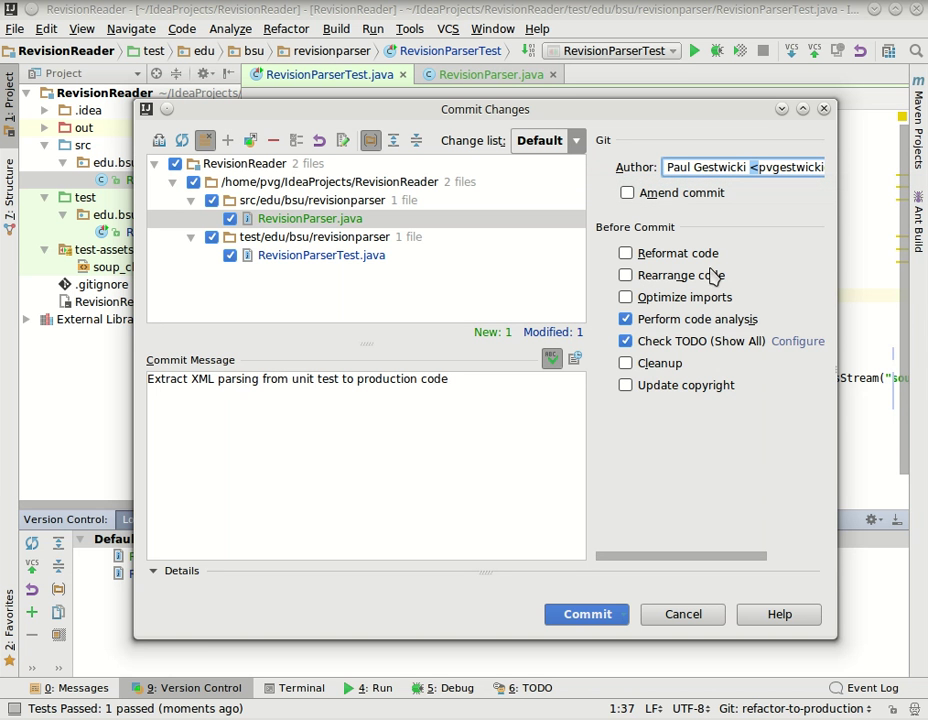 RevisionReader - [~/IdeaProjects/RevisionReader] - [RevisionReader] - ~/IdeaProjects/RevisionReader/test/edu/bsu/revisionparser/RevisionParserTest.java - I...
File Edit View Navigate Code Analyze Refactor Build Run Tools VCS Window Help
RevisionReader test edu bsu revisionparser RevisionParserTest RevisionParserTest
Project RevisionParserTest.java RevisionParser.java
1: Project
7: Structure
2: Favorites
Maven Projects
Ant Build
RevisionReader ~/IdeaProjects/
.idea
out
src
edu.bsu
R
test
edu.bsu
R
test-assets
soup_cl
.gitignore
RevisionRe
External Libra
Commit Changes
Change list: Default
RevisionReader 2 files
/home/pvg/IdeaProjects/RevisionReader 2 files
src/edu/bsu/revisionparser 1 file
RevisionParser.java
test/edu/bsu/revisionparser 1 file
RevisionParserTest.java
New: 1 Modified: 1
Commit Message
Extract XML parsing from unit test to production code
Details
Git
Author: Paul Gestwicki <pvgestwicki
Amend commit
Before Commit
Reformat code
Rearrange code
Optimize imports
Perform code analysis
Check TODO (Show All) Configure
Cleanup
Update copyright
sStream("sou
Commit Cancel Help
Version Control: Lo
Defaul
0: Messages 9: Version Control Terminal 4: Run 5: Debug 6: TODO Event Log
Tests Passed: 1 passed (moments ago) 1:37 LF÷ UTF-8÷ Git: refactor-to-production÷